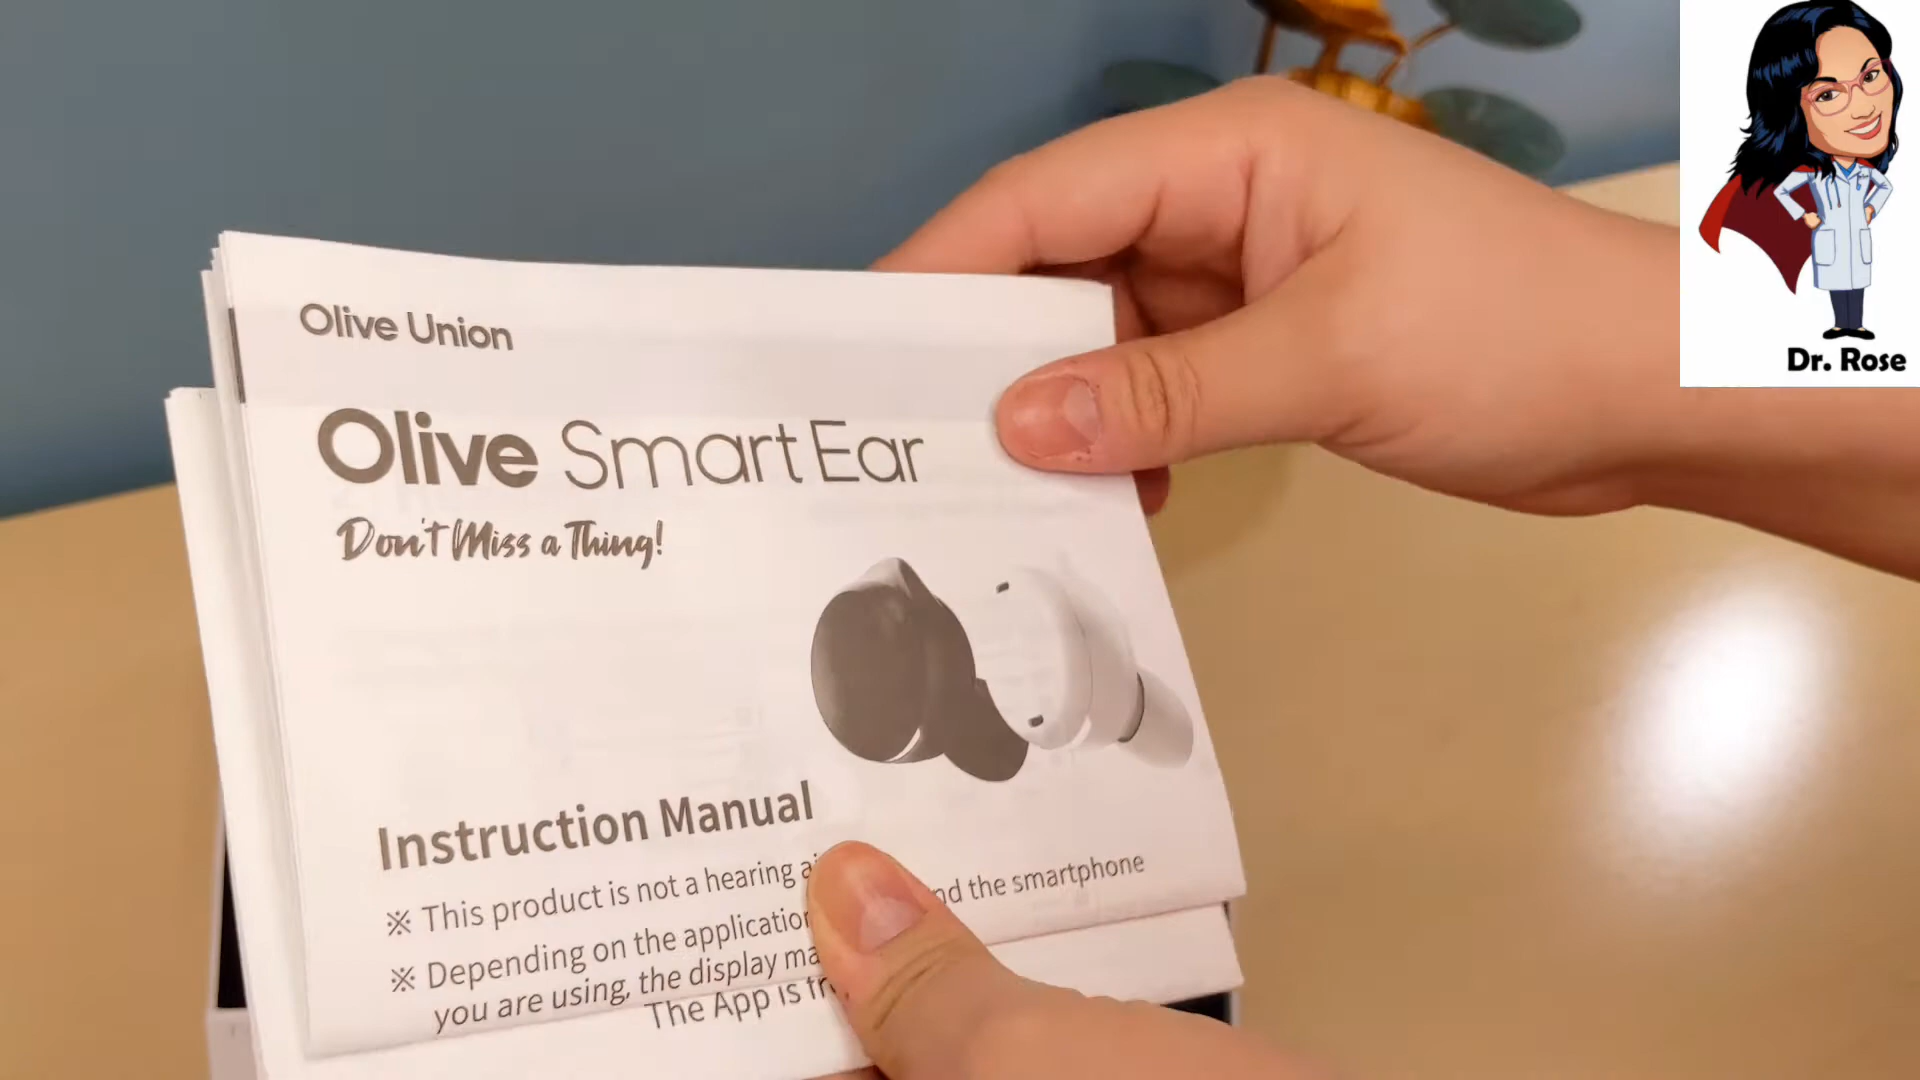 Olive Union
Olive Smart Ear
Don't Miss a Thing!
Instruction Manual
※ This product is not a hearing
※ Depending on the application nd the smartphone
you are using, the display
The App is
Dr. Rose